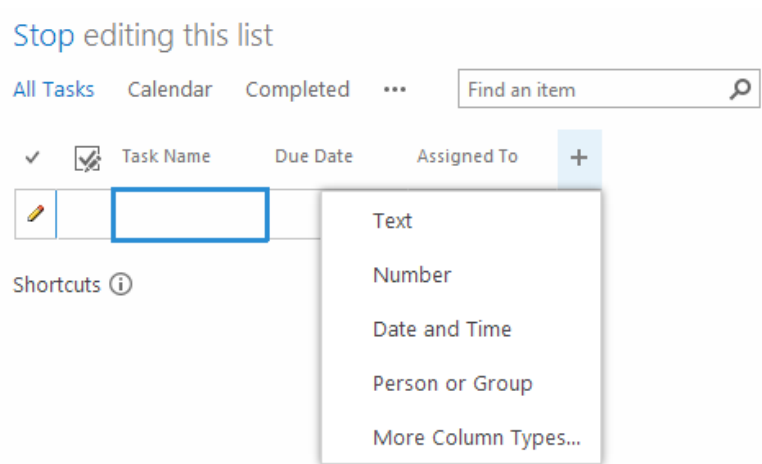 Stop editing this list
All Tasks Calendar Completed ••• Find an item
Task Name Due Date Assigned To +
Text
Number
Shortcuts
Date and Time
Person or Group
More Column Types...